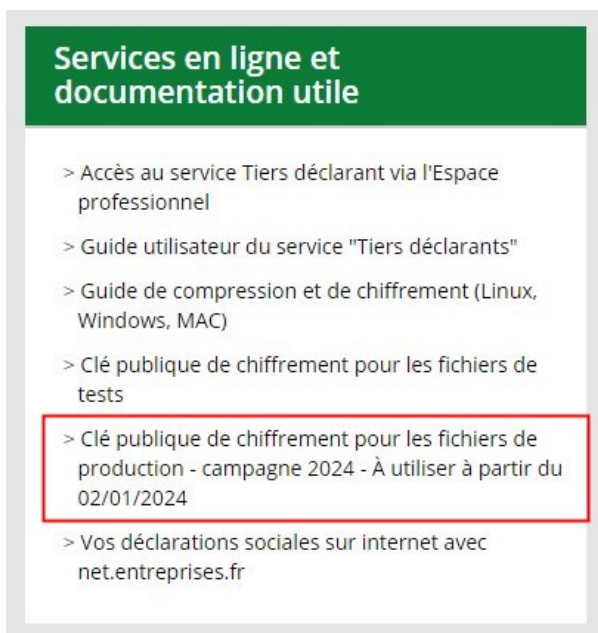 Services en ligne et
documentation utile
> Accès au service Tiers déclarant via l'Espace
professionnel
> Guide utilisateur du service "Tiers déclarants"
> Guide de compression et de chiffrement (Linux,
Windows, MAC)
> Clé publique de chiffrement pour les fichiers de
tests
> Clé publique de chiffrement pour les fichiers de
production - campagne 2024 - À utiliser à partir du
02/01/2024
> Vos déclarations sociales sur internet avec
net.entreprises.fr